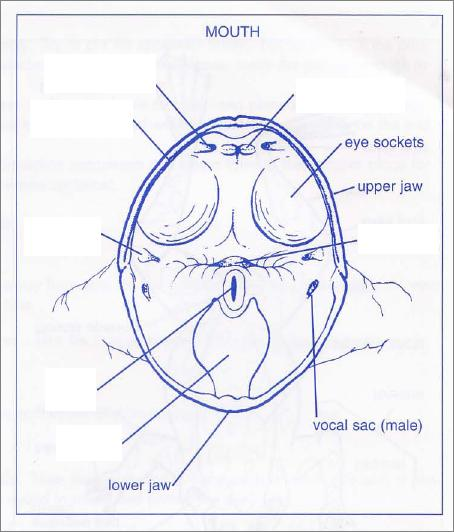 MOUTH
eye sockets
upper jaw
vocal sac (male)
lower jaw